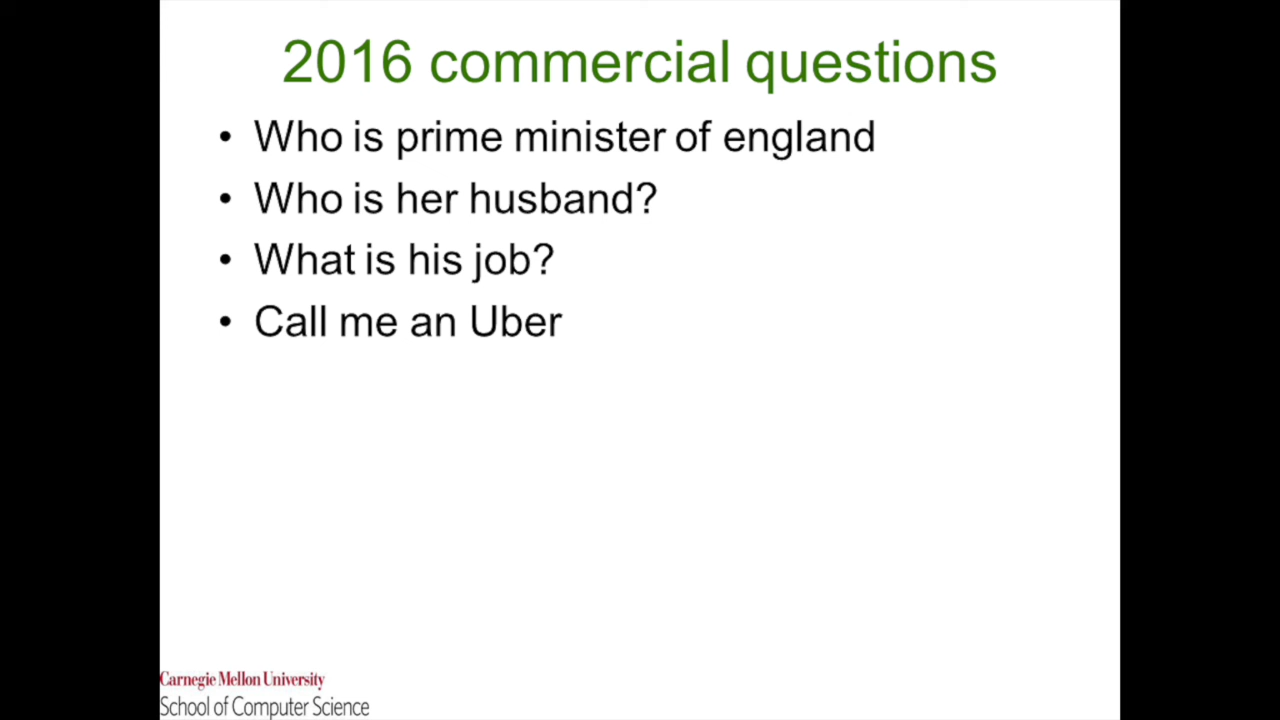 2016 commercial questions
• Who is prime minister of england
• Who is her husband?
• What is his job?
• Call me an Uber
Carnegie Mellon University
School of Computer Science